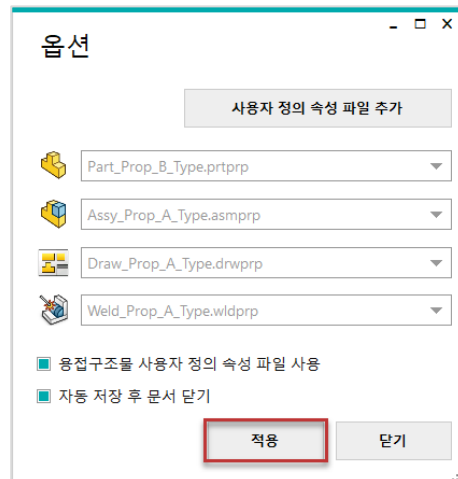 옵션
사용자 정의 속성 파일 추가
Part_Prop_B_Type.prtprp
Assy_Prop_A_Type.asmprp
Draw_Prop_A_Type.drwprp
Weld_Prop_A_Type.wldprp
용접구조물 사용자 정의 속성 파일 사용
자동 저장 후 문서 닫기
적용 닫기